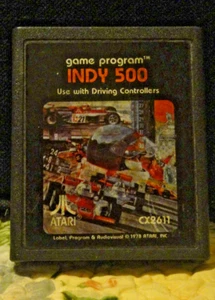 game program™
INDY 500
Use with Driving Controllers
ATARI
CX2611
Label, Program & Audiovisual © 1978 ATARI, INC.